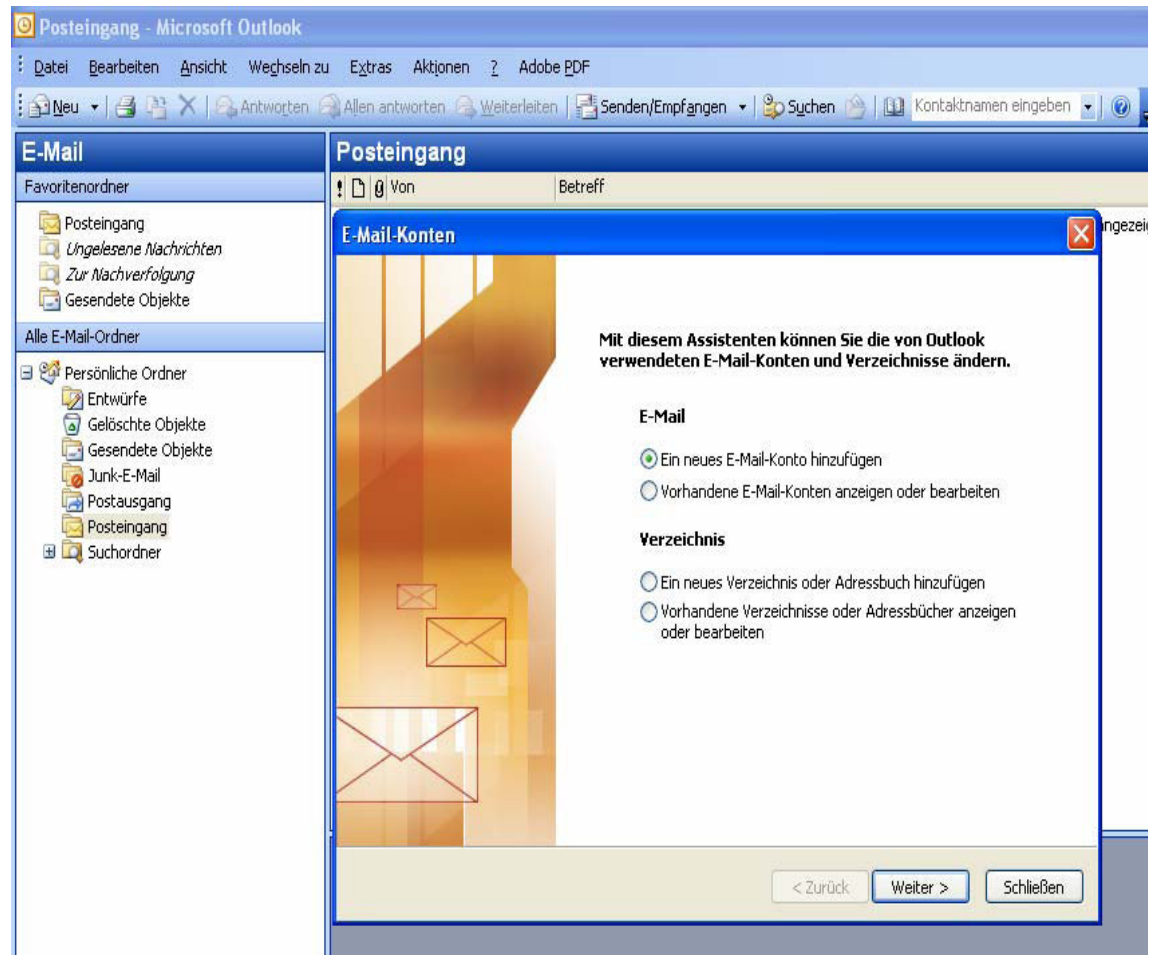 Posteingang - Microsoft Outlook
Datei Bearbeiten Ansicht Wechseln zu Extras Aktionen ? Adobe PDF
Neu Antworten Allen antworten Weiterleiten Senden/Empfangen Suchen Kontaktnamen eingeben
E-Mail
Favoritenordner
Posteingang
Ungelesene Nachrichten
Zur Nachverfolgung
Gesendete Objekte
Alle E-Mail-Ordner
Persönliche Ordner
Entwürfe
Gelöschte Objekte
Gesendete Objekte
Junk-E-Mail
Postausgang
Posteingang
Suchordner
Posteingang
Von Betreff
E-Mail-Konten
Mit diesem Assistenten können Sie die von Outlook
verwendeten E-Mail-Konten und Verzeichnisse ändern.
E-Mail
Ein neues E-Mail-Konto hinzufügen
Vorhandene E-Mail-Konten anzeigen oder bearbeiten
Verzeichnis
Ein neues Verzeichnis oder Adressbuch hinzufügen
Vorhandene Verzeichnisse oder Adressbücher anzeigen
oder bearbeiten
< Zurück Weiter > Schließen